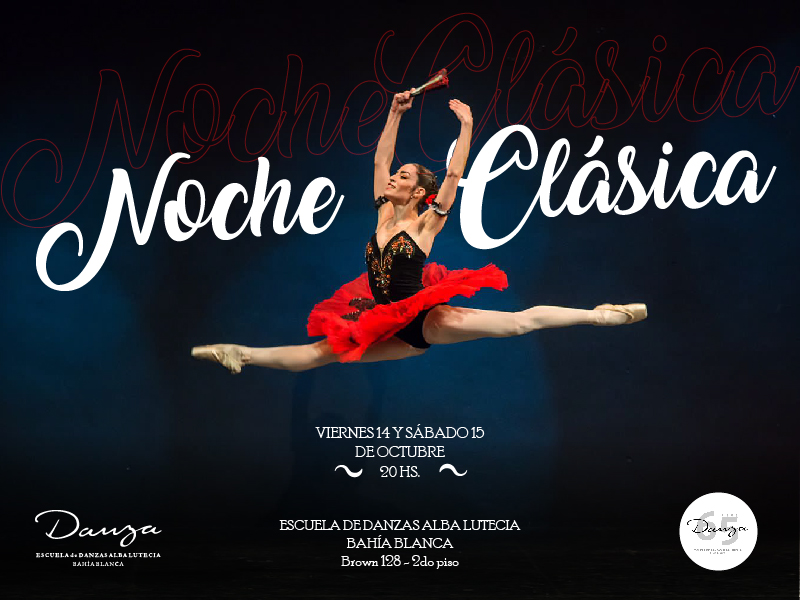 Noche Clásica
Noche Clásica
VIERNES 14 Y SÁBADO 15
DE OCTUBRE
20 HS.
ESCUELA DE DANZAS ALBA LUTECIA
BAHÍA BLANCA
Brown 128 - 2do piso
Danza
ESCUELA de DANZAS ALBA LUTECIA
BAHÍA BLANCA
65
Danza